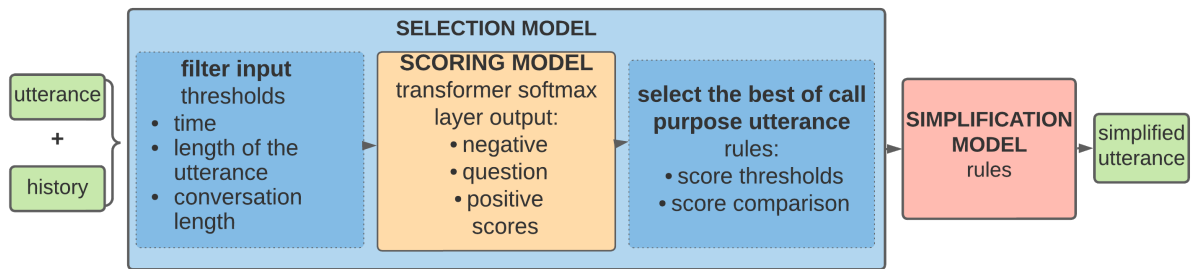 utterance
+
history
SELECTION MODEL
filter input
thresholds
• time
• length of the
utterance
• conversation
length
SCORING MODEL
transformer softmax
layer output:
• negative
• question
• positive
scores
select the best of call
purpose utterance
rules:
• score thresholds
• score comparison
SIMPLIFICATION
MODEL
rules
simplified
utterance